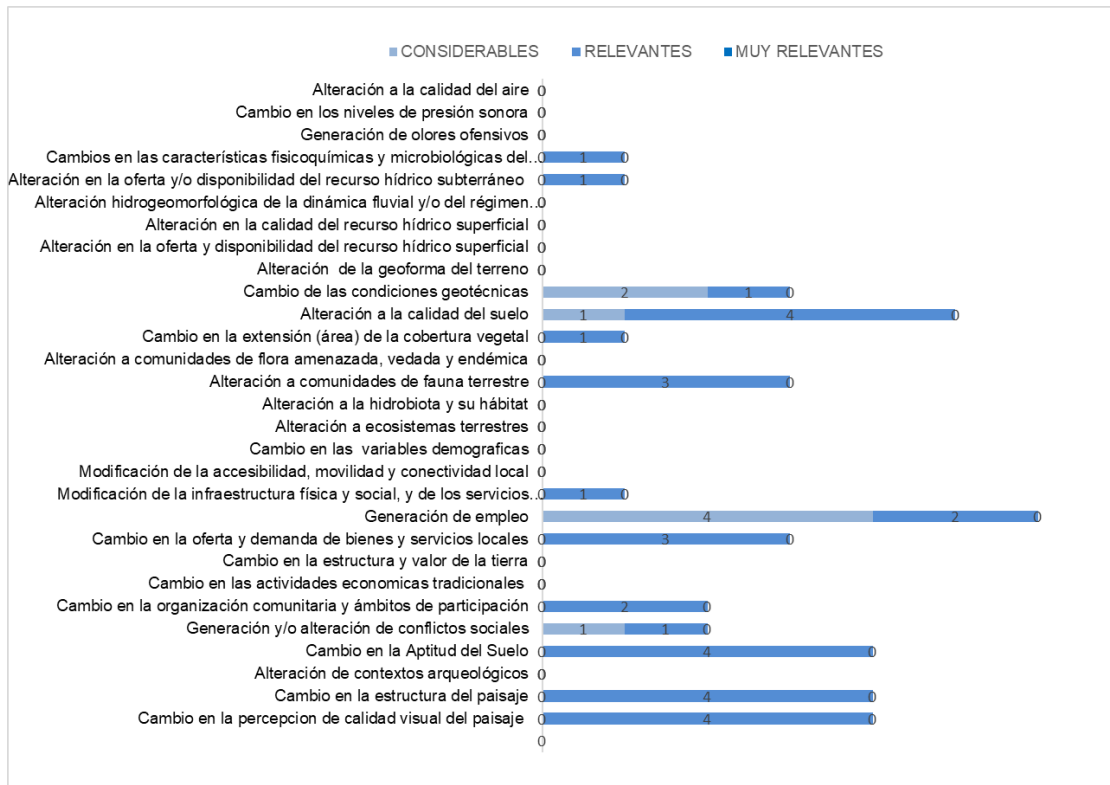 CONSIDERABLES RELEVANTES MUY RELEVANTES
Alteración a la calidad del aire 0
Cambio en los niveles de presión sonora 0
Generación de olores ofensivos 0
Cambios en las características fisicoquímicas y microbiológicas del.. 0 1 0
Alteración en la oferta y/o disponibilidad del recurso hídrico subterráneo 0 1 0
Alteración hidrogeomorfológica de la dinámica fluvial y/o del régimen.. 0
Alteración en la calidad del recurso hídrico superficial 0
Alteración en la oferta y disponibilidad del recurso hídrico superficial 0
Alteración de la geoforma del terreno 0
Cambio de las condiciones geotécnicas 2 1 0
Alteración a la calidad del suelo 1 4 0
Cambio en la extensión (área) de la cobertura vegetal 0 1 0
Alteración a comunidades de flora amenazada, vedada y endémica 0
Alteración a comunidades de fauna terrestre 0 3 0
Alteración a la hidrobiota y su hábitat 0
Alteración a ecosistemas terrestres 0
Cambio en las variables demograficas 0
Modificación de la accesibilidad, movilidad y conectividad local 0
Modificación de la infraestructura física y social, y de los servicios.. 0 1 0
Generación de empleo 4 2 0
Cambio en la oferta y demanda de bienes y servicios locales 0 3 0
Cambio en la estructura y valor de la tierra 0
Cambio en las actividades economicas tradicionales 0
Cambio en la organización comunitaria y ámbitos de participación 0 2 0
Generación y/o alteración de conflictos sociales 1 1 0
Cambio en la Aptitud del Suelo 0 4 0
Alteración de contextos arqueológicos 0
Cambio en la estructura del paisaje 0 4 0
Cambio en la percepcion de calidad visual del paisaje 0 4 0
0